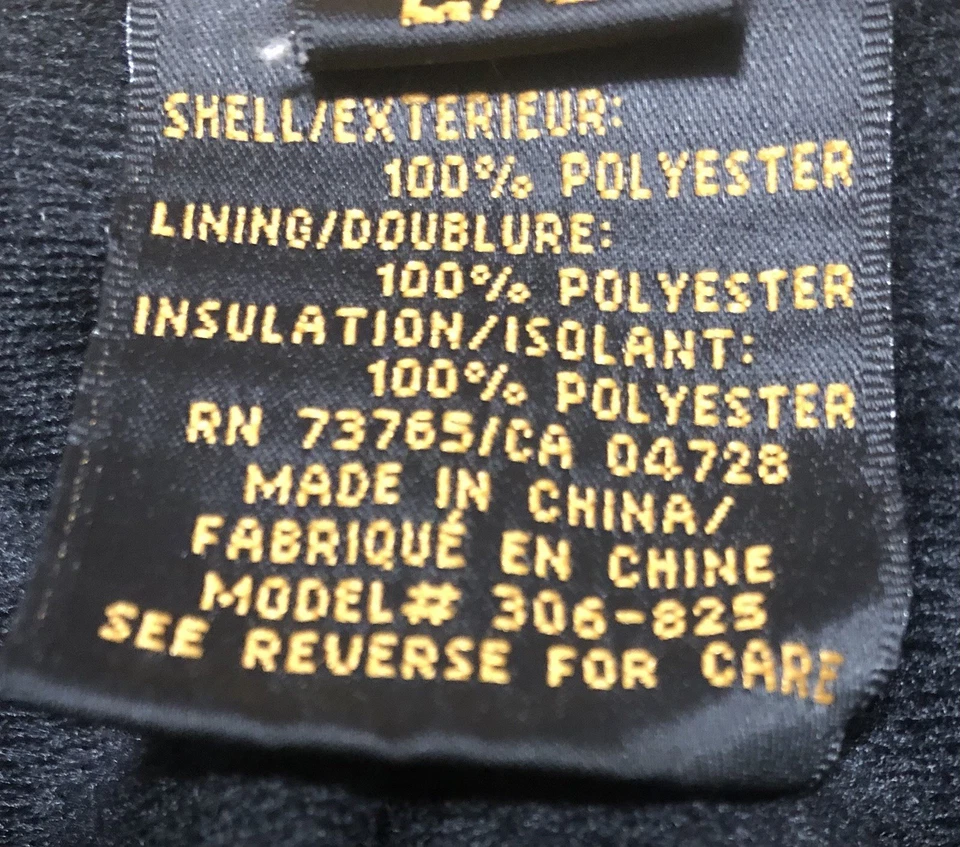 SHELL/EXTERIEUR:
100% POLYESTER
LINING/DOUBLURE:
100% POLYESTER
INSULATION/ISOLANT:
100% POLYESTER
RN 73765/CA 04728
MADE IN CHINA/
FABRIQUÉ EN CHINE
MODEL# 306-825
SEE REVERSE FOR CARE